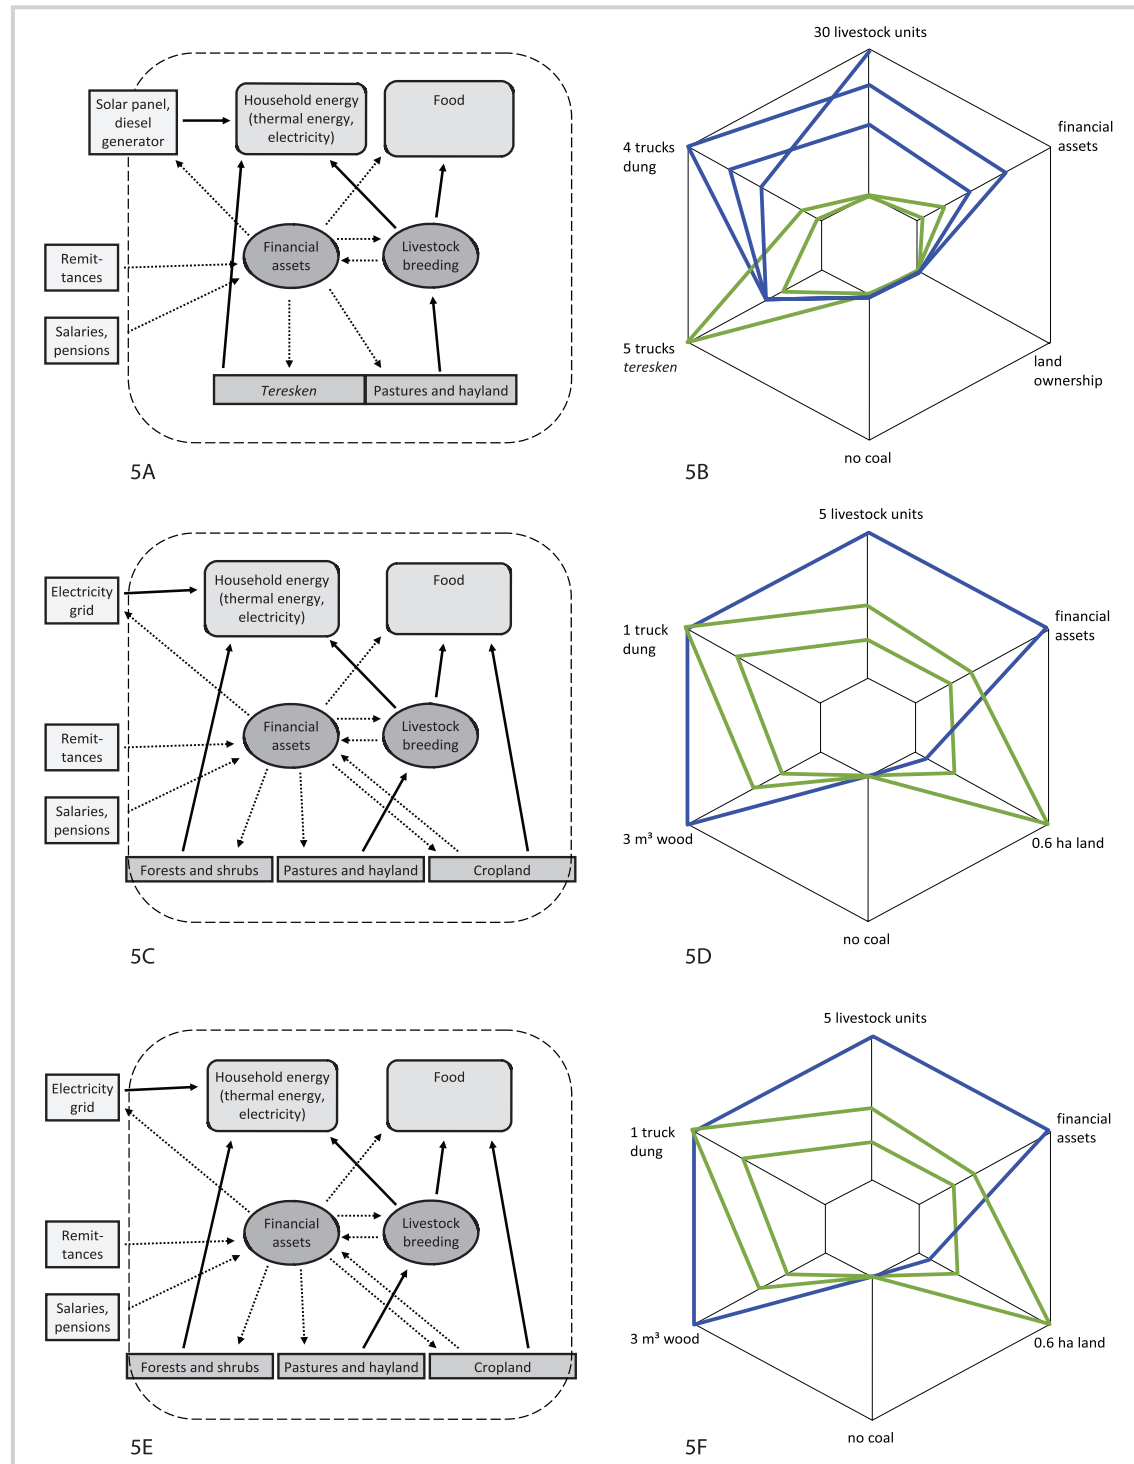 Solar panel,
diesel
generator
Household energy
(thermal energy,
electricity)
Food
Remit-
tances
Financial
assets
Livestock
breeding
Salaries,
pensions
Teresken
Pastures and hayland
5A
30 livestock units
financial
assets
4 trucks
dung
5 trucks
teresken
land
ownership
no coal
5B
Electricity
grid
Household energy
(thermal energy,
electricity)
Food
Remit-
tances
Financial
assets
Livestock
breeding
Salaries,
pensions
Forests and shrubs
Pastures and hayland
Cropland
5C
5 livestock units
1 truck
dung
financial
assets
3 m³ wood
0.6 ha land
no coal
5D
Electricity
grid
Household energy
(thermal energy,
electricity)
Food
Remit-
tances
Financial
assets
Livestock
breeding
Salaries,
pensions
Forests and shrubs
Pastures and hayland
Cropland
5E
5 livestock units
1 truck
dung
financial
assets
3 m³ wood
0.6 ha land
no coal
5F